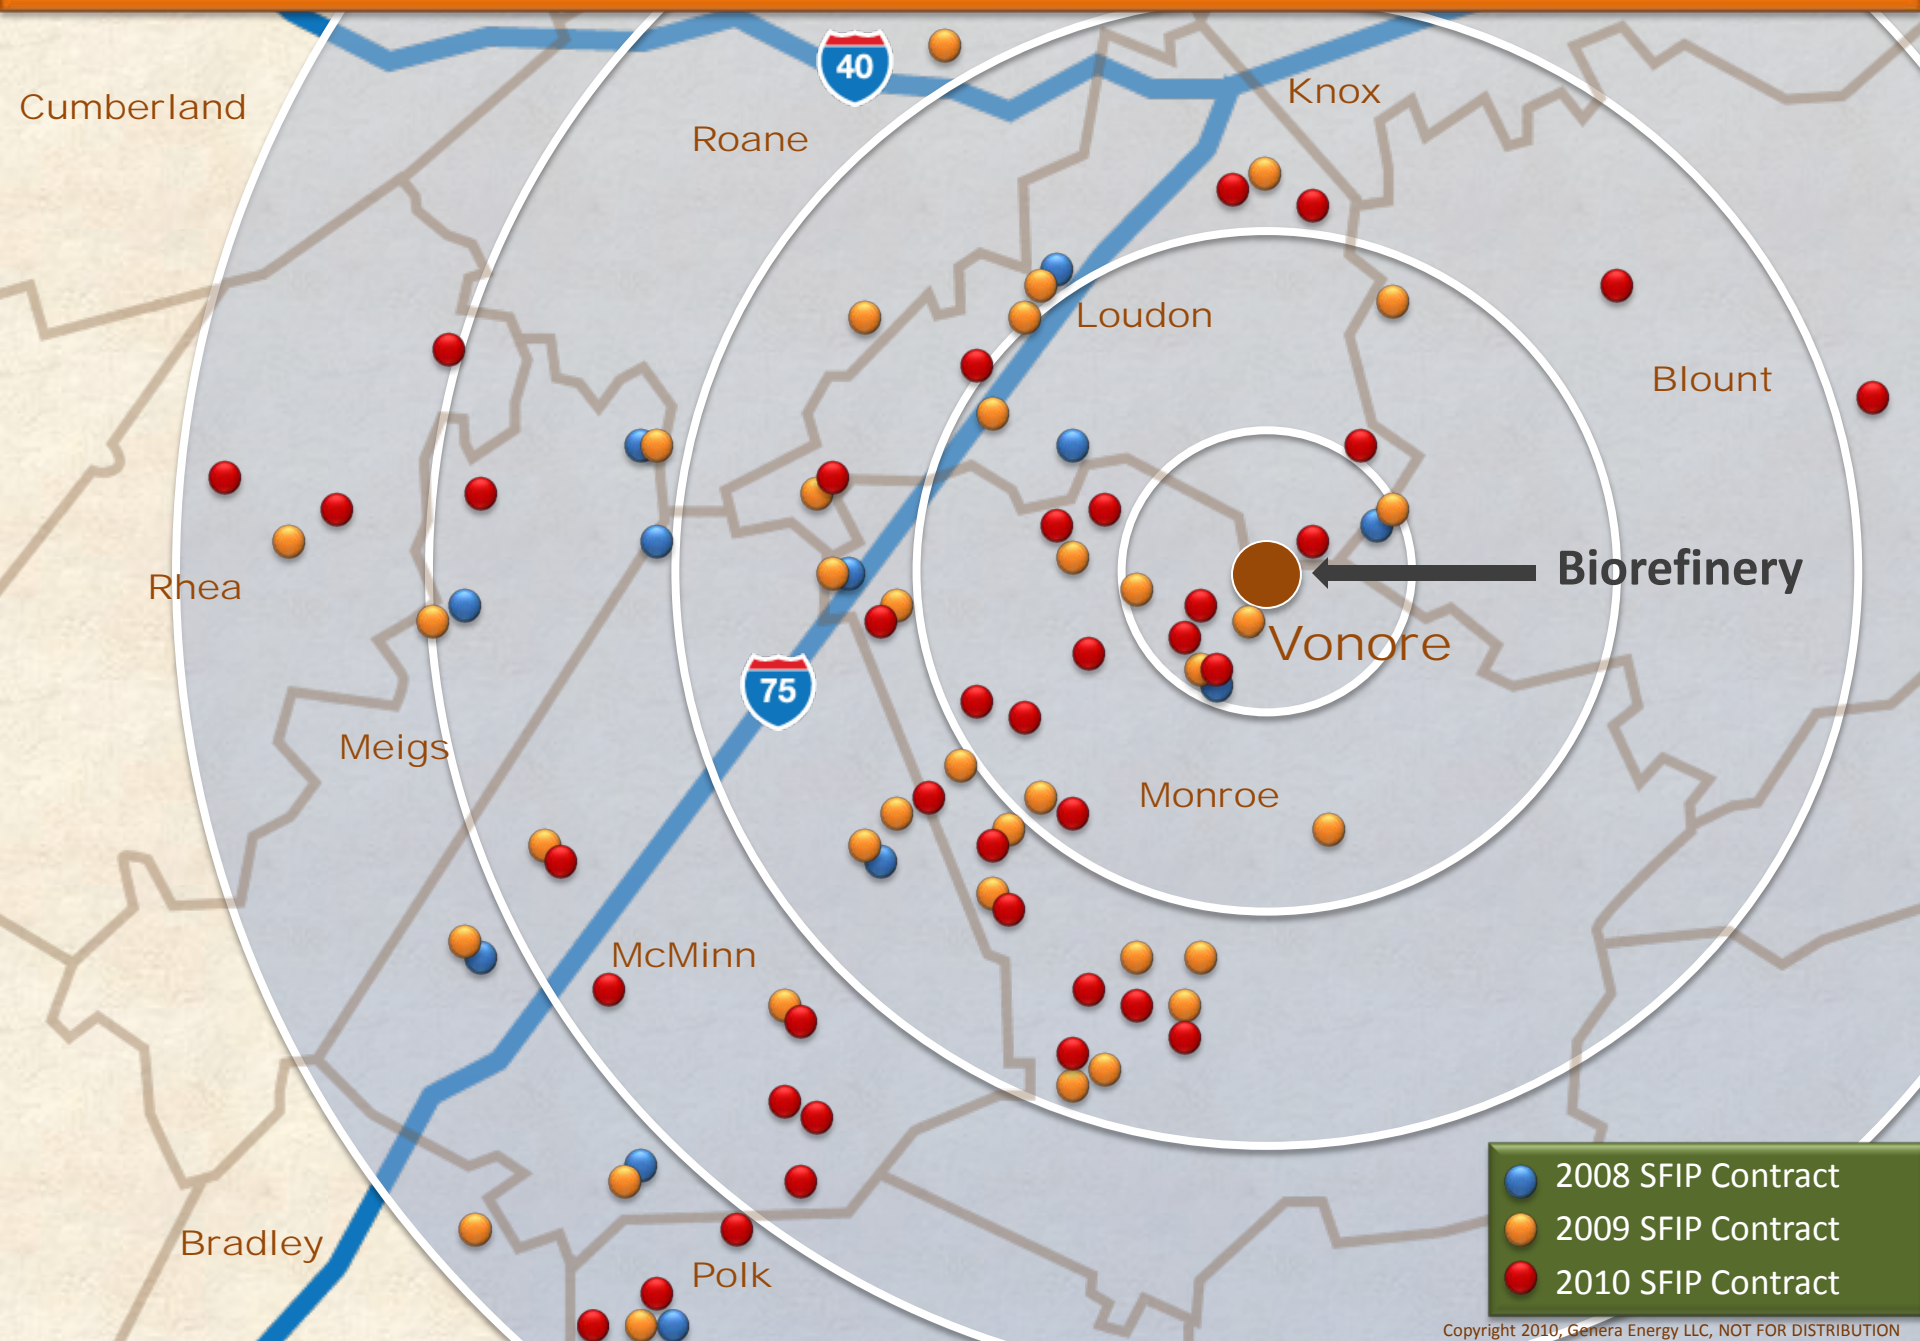 40
Knox
Cumberland
Roane
Loudon
Blount
Biorefinery
Rhea
Vonore
75
Meigs
Monroe
McMinn
Bradley
Polk
2008 SFIP Contract
2009 SFIP Contract
2010 SFIP Contract
Copyright 2010, Genera Energy LLC, NOT FOR DISTRIBUTION